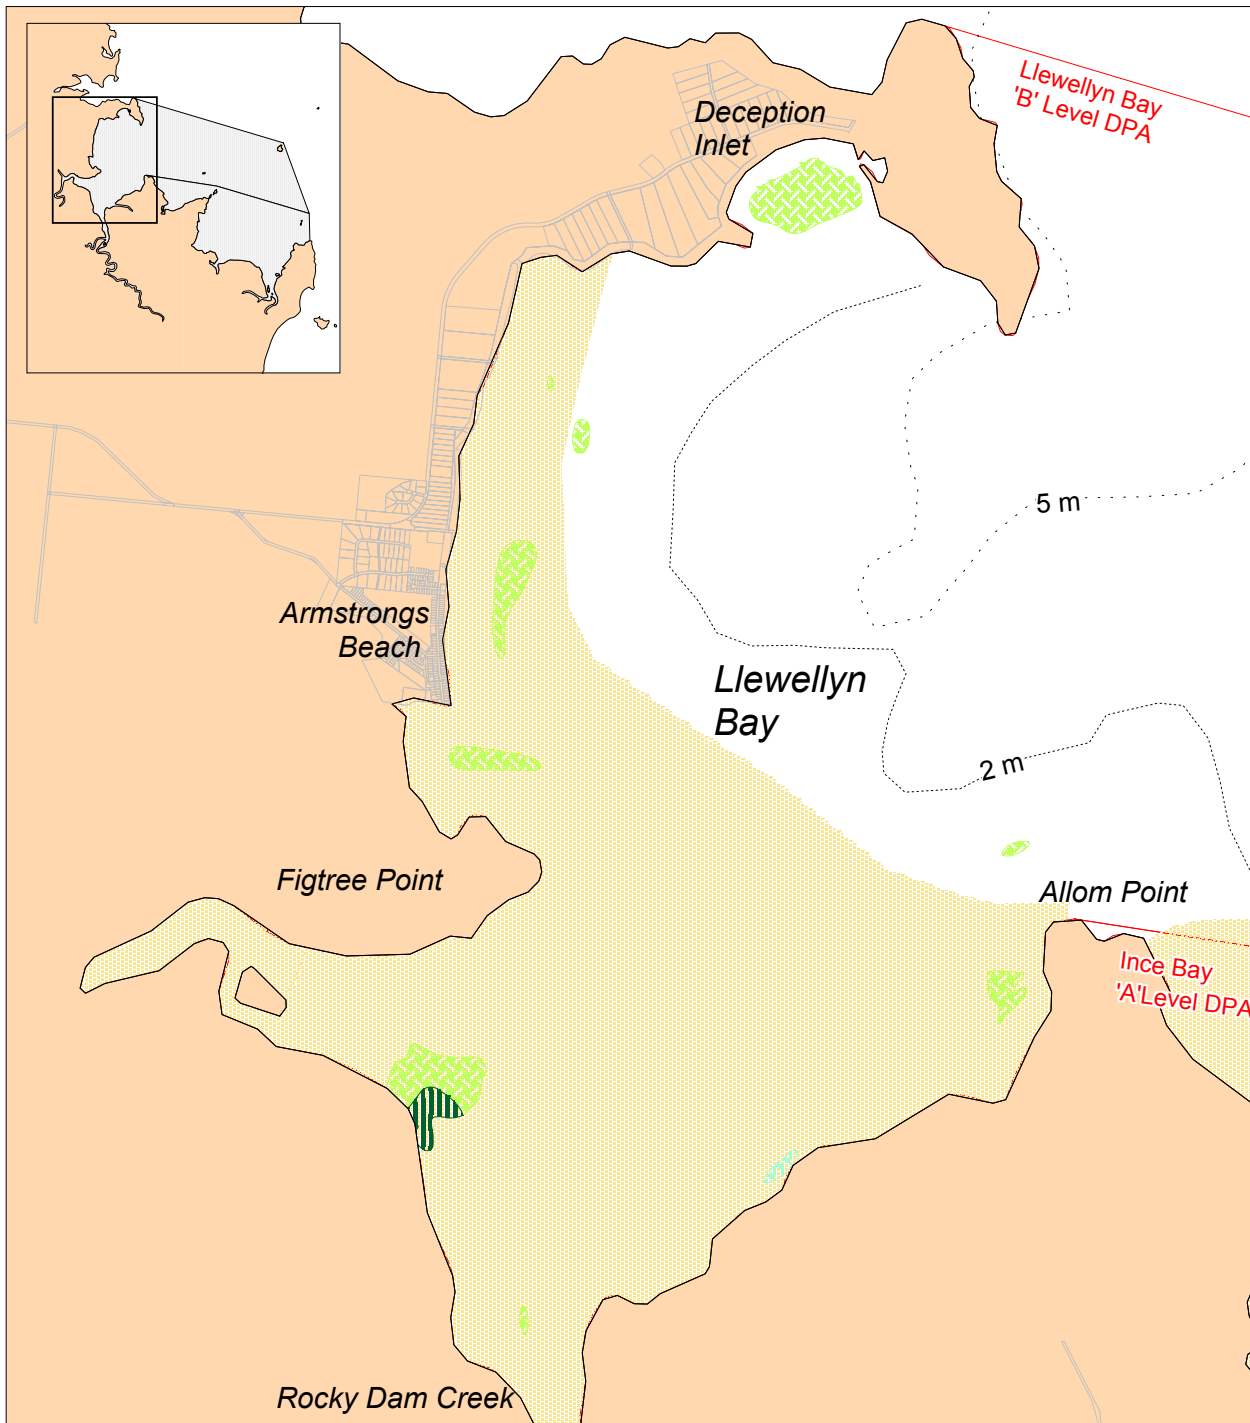 Llewellyn Bay
'B' Level DPA
Deception
Inlet
5 m
Armstrongs
Beach
Llewellyn
Bay
2 m
Figtree Point
Allom Point
Ince Bay
'A'Level DPA
Rocky Dam Creek